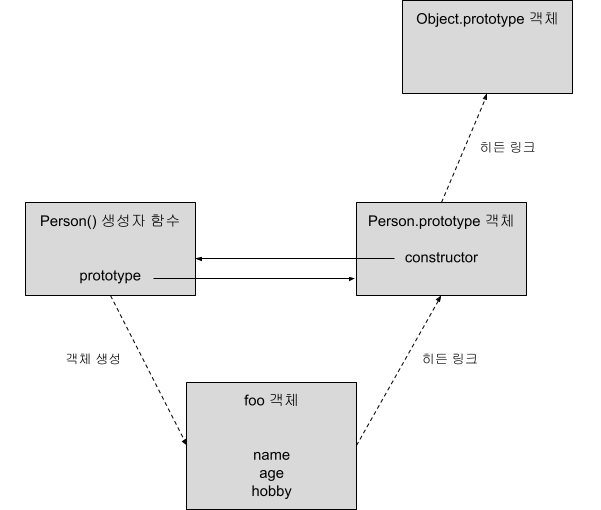 Object.prototype 객체
히든 링크
Person() 생성자 함수
prototype
Person.prototype 객체
constructor
객체 생성
히든 링크
foo 객체
name
age
hobby